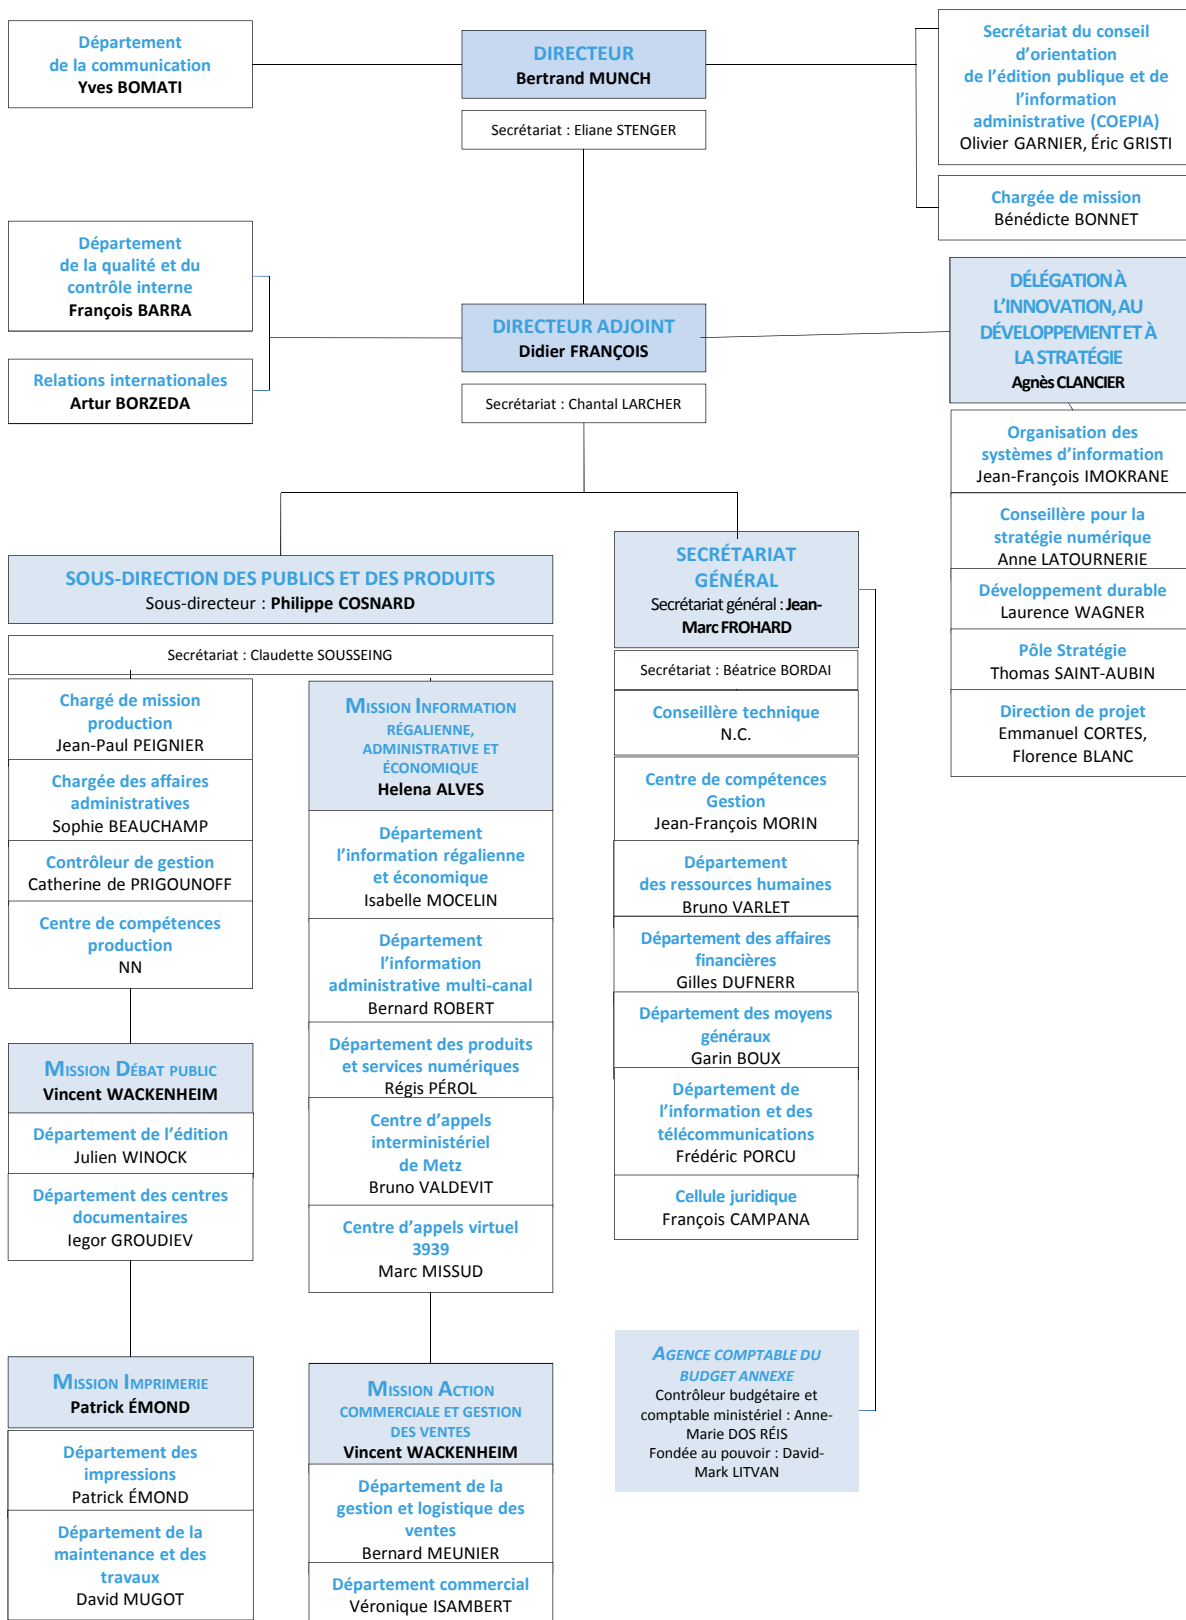 Département
de la communication
Yves BOMATI
DIRECTEUR
Bertrand MUNCH
Secrétariat : Eliane STENGER
Secrétariat du conseil
d’orientation
de l’édition publique et de
l’information
administrative (COEPIA)
Olivier GARNIER, Éric GRISTI
Chargée de mission
Bénédicte BONNET
Département
de la qualité et du
contrôle interne
François BARRA
Relations internationales
Artur BORZEDA
DIRECTEUR ADJOINT
Didier FRANÇOIS
Secrétariat : Chantal LARCHER
DÉLÉGATION À
L’INNOVATION, AU
DÉVELOPPEMENT ET À
LA STRATÉGIE
Agnès CLANCIER
Organisation des
systèmes d’information
Jean-François IMOKRANE
Conseillère pour la
stratégie numérique
Anne LATOURNERIE
Développement durable
Laurence WAGNER
Pôle Stratégie
Thomas SAINT-AUBIN
Direction de projet
Emmanuel CORTES,
Florence BLANC
SOUS-DIRECTION DES PUBLICS ET DES PRODUITS
Sous-directeur : Philippe COSNARD
Secrétariat : Claudette SOUSSEING
Chargé de mission
production
Jean-Paul PEIGNIER
Chargée des affaires
administratives
Sophie BEAUCHAMP
Contrôleur de gestion
Catherine de PRIGOUNOFF
Centre de compétences
production
NN
MISSION DÉBAT PUBLIC
Vincent WACKENHEIM
Département de l’édition
Julien WINOCK
Département des centres
documentaires
Iegor GROUDIEV
MISSION IMPRIMERIE
Patrick ÉMOND
Département des
impressions
Patrick ÉMOND
Département de la
maintenance et des
travaux
David MUGOT
MISSION INFORMATION
RÉGALIENNE,
ADMINISTRATIVE ET
ÉCONOMIQUE
Helena ALVES
Département
l’information régalienne
et économique
Isabelle MOCELIN
Département
l’information
administrative multi-canal
Bernard ROBERT
Département des produits
et services numériques
Régis PÉROL
Centre d’appels
interministériel
de Metz
Bruno VALDEVIT
Centre d’appels virtuel
3939
Marc MISSUD
MISSION ACTION
COMMERCIALE ET GESTION
DES VENTES
Vincent WACKENHEIM
Département de la
gestion et logistique des
ventes
Bernard MEUNIER
Département commercial
Véronique ISAMBERT
SECRÉTARIAT
GÉNÉRAL
Secrétariat général : Jean-
Marc FROHARD
Secrétariat : Béatrice BORDAI
Conseillère technique
N.C.
Centre de compétences
Gestion
Jean-François MORIN
Département
des ressources humaines
Bruno VARLET
Département des affaires
financières
Gilles DUFNERR
Département des moyens
généraux
Garin BOUX
Département de
l’information et des
télécommunications
Frédéric PORCU
Cellule juridique
François CAMPANA
AGENCE COMPTABLE DU
BUDGET ANNEXE
Contrôleur budgétaire et
comptable ministériel : Anne-
Marie DOS RÉIS
Fondée au pouvoir : David-
Mark LITVAN